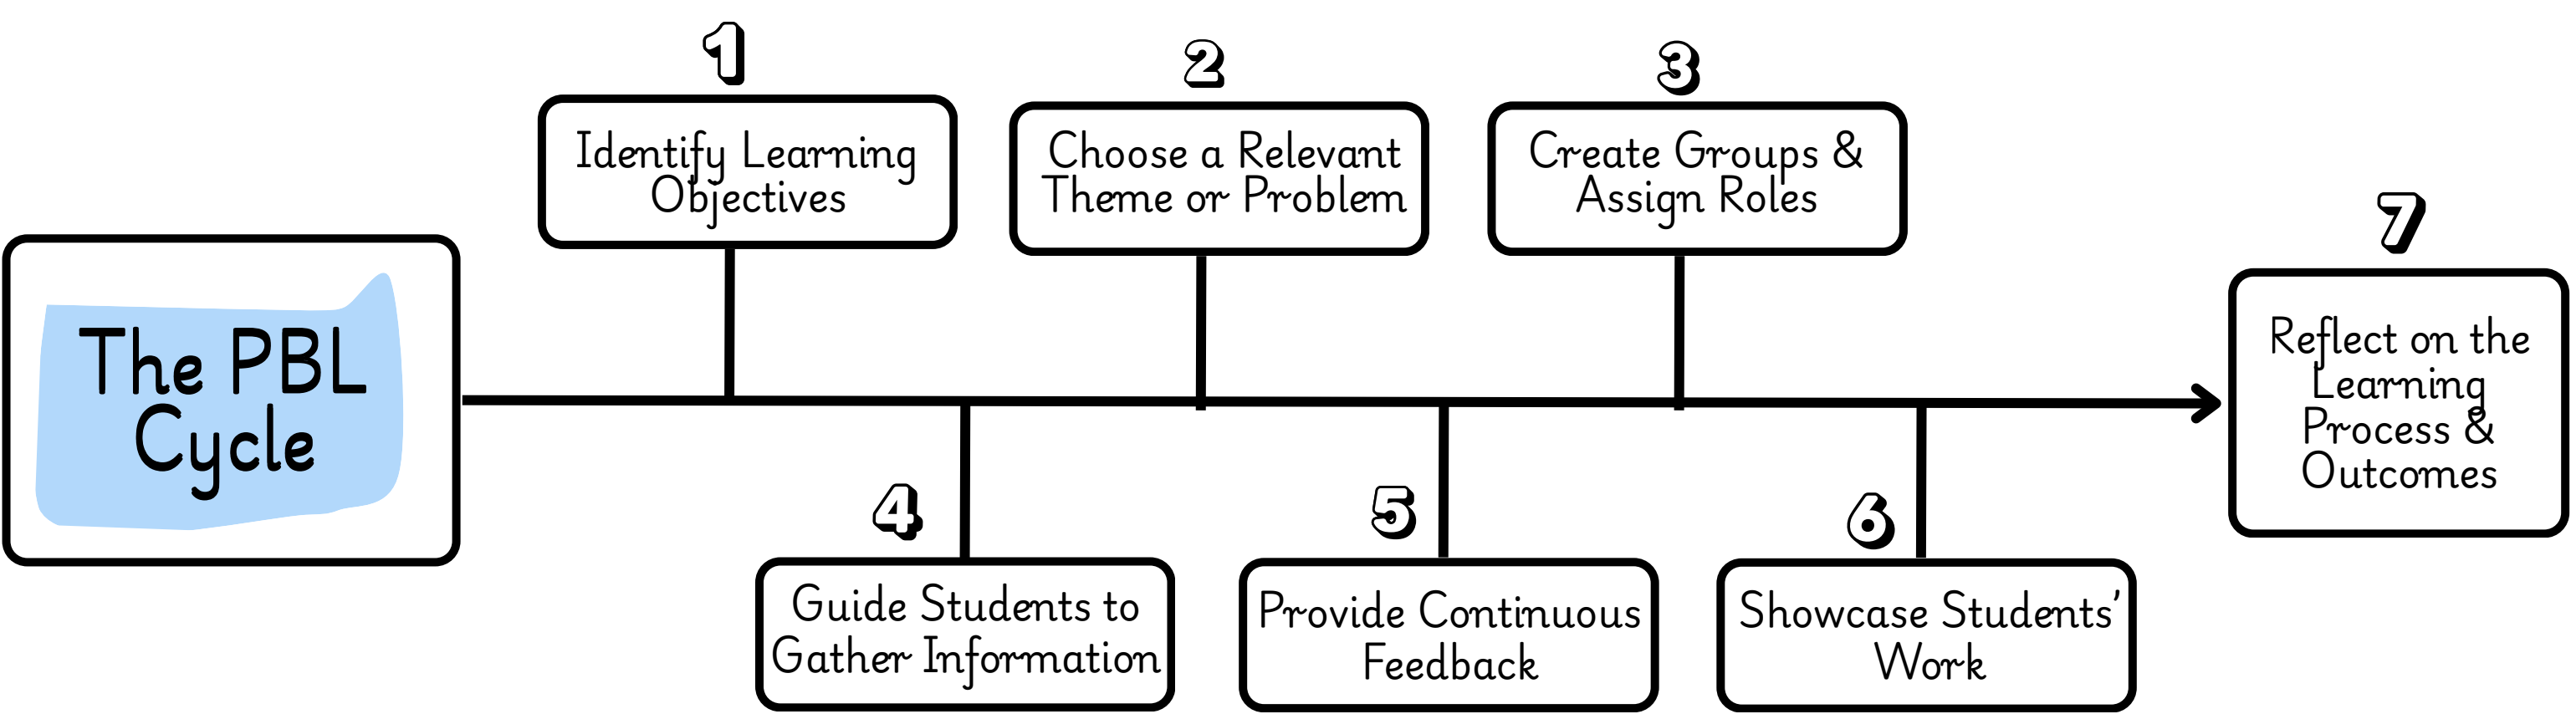 The PBL
Cycle
1
Identify Learning
Objectives
2
Choose a Relevant
Theme or Problem
3
Create Groups &
Assign Roles
4
Guide Students to
Gather Information
5
Provide Continuous
Feedback
6
Showcase Students’
Work
7
Reflect on the
Learning
Process &
Outcomes